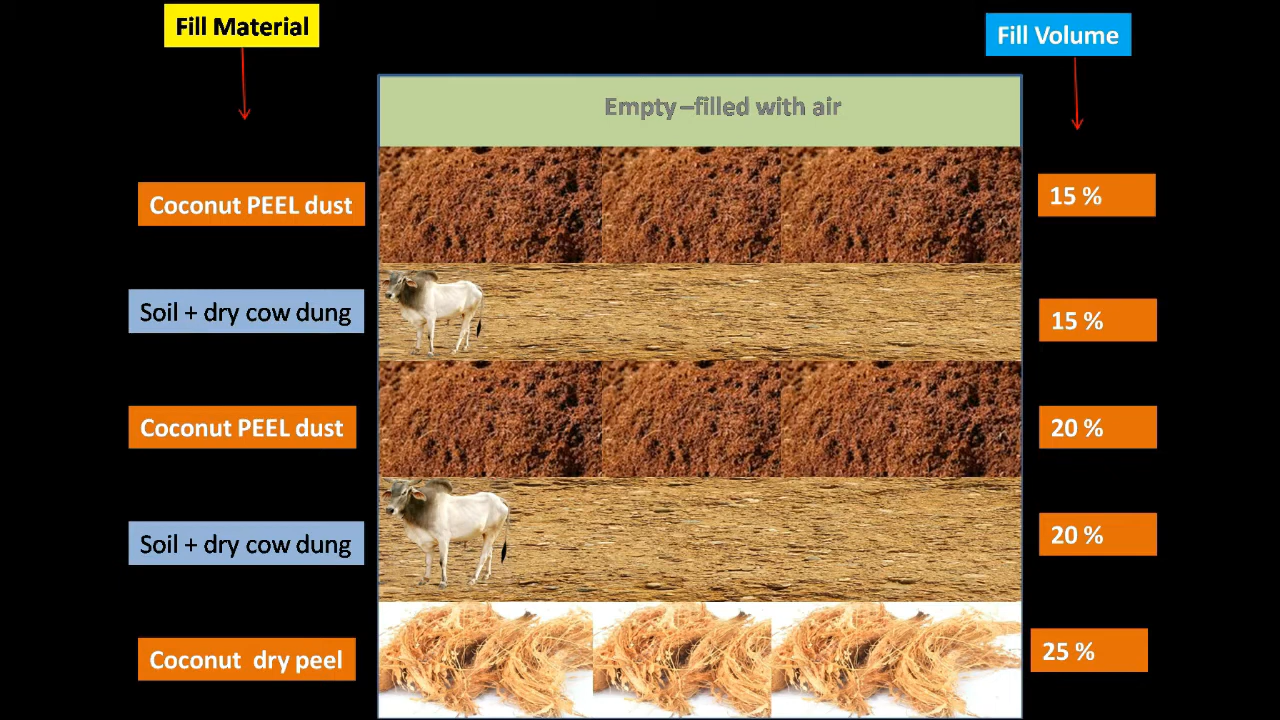 Fill Material
Fill Volume
Empty –filled with air
Coconut PEEL dust
15 %
Soil + dry cow dung
15 %
Coconut PEEL dust
20 %
Soil + dry cow dung
20 %
Coconut dry peel
25 %